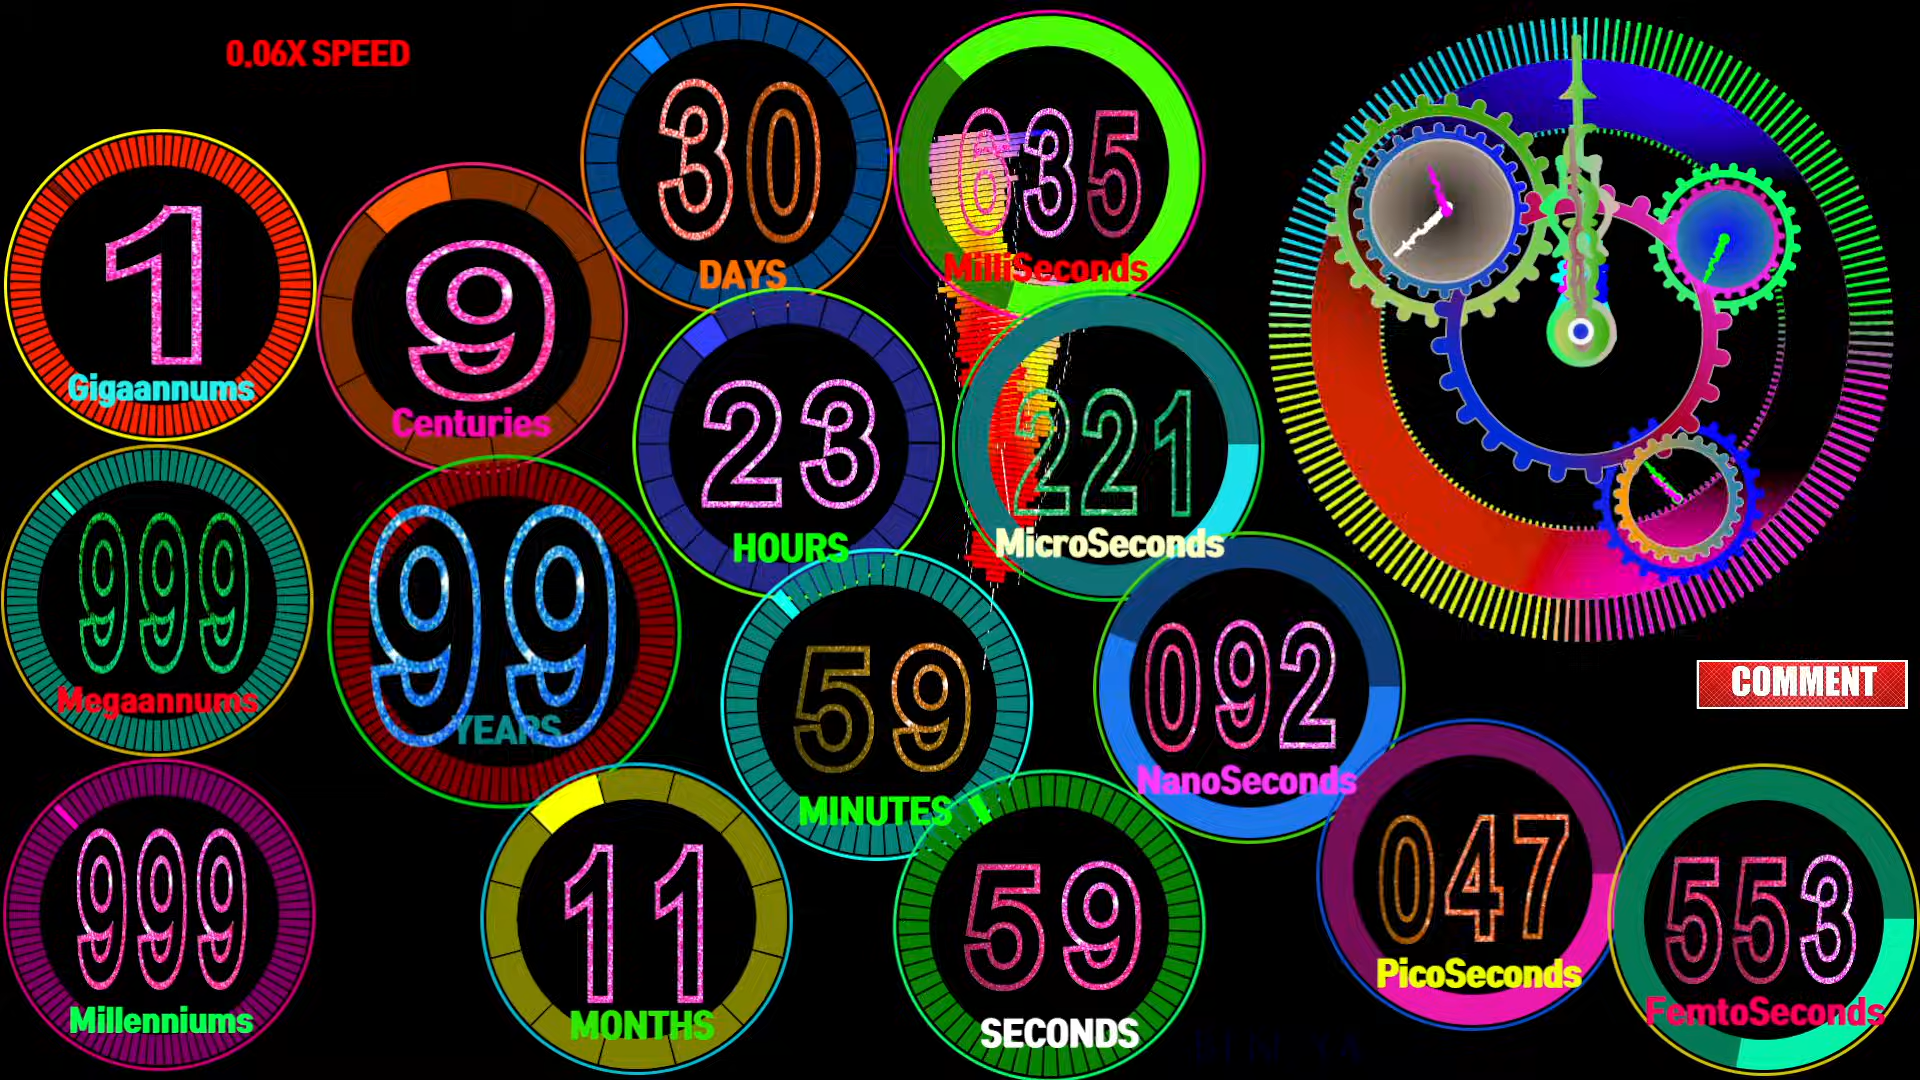 0.06X SPEED
1
Gigaannums
9
Centuries
30
DAYS
635
MilliSeconds
999
Megaannums
99
YEARS
23
HOURS
221
MicroSeconds
59
MINUTES
092
NanoSeconds
COMMENT
999
Millenniums
11
MONTHS
59
SECONDS
047
PicoSeconds
553
FemtoSeconds